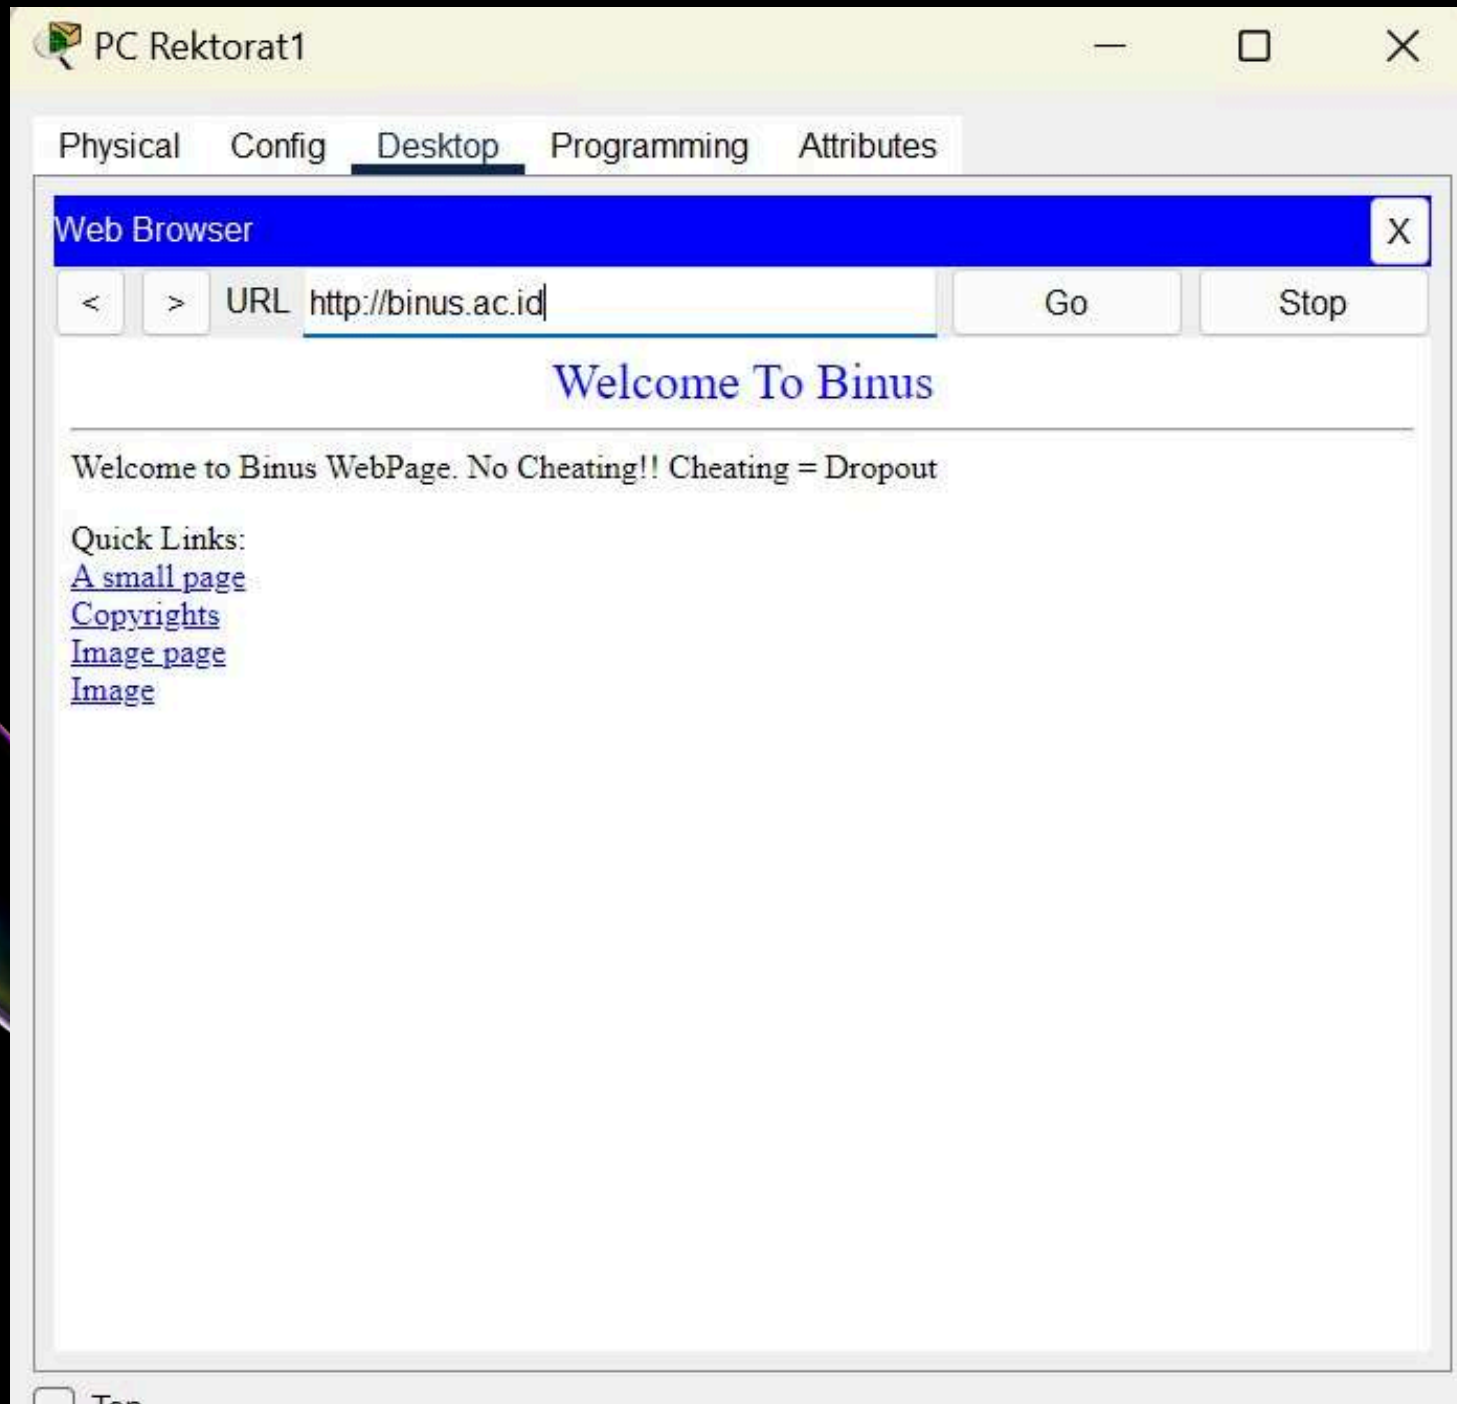 PC Rektorat1
Physical Config Desktop Programming Attributes
Web Browser X
< > URL http://binus.ac.id Go Stop
Welcome To Binus
Welcome to Binus WebPage. No Cheating!! Cheating = Dropout
Quick Links:
A small page
Copyrights
Image page
Image
Top